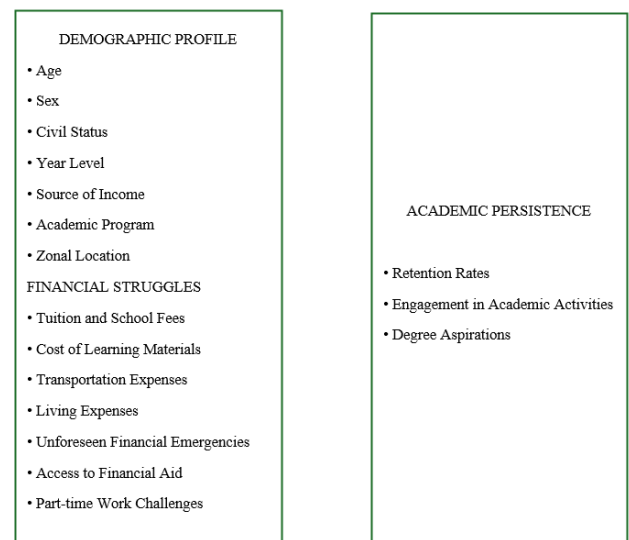 DEMOGRAPHIC PROFILE
• Age
• Sex
• Civil Status
• Year Level
• Source of Income
• Academic Program
• Zonal Location
FINANCIAL STRUGGLES
• Tuition and School Fees
• Cost of Learning Materials
• Transportation Expenses
• Living Expenses
• Unforeseen Financial Emergencies
• Access to Financial Aid
• Part-time Work Challenges
ACADEMIC PERSISTENCE
• Retention Rates
• Engagement in Academic Activities
• Degree Aspirations